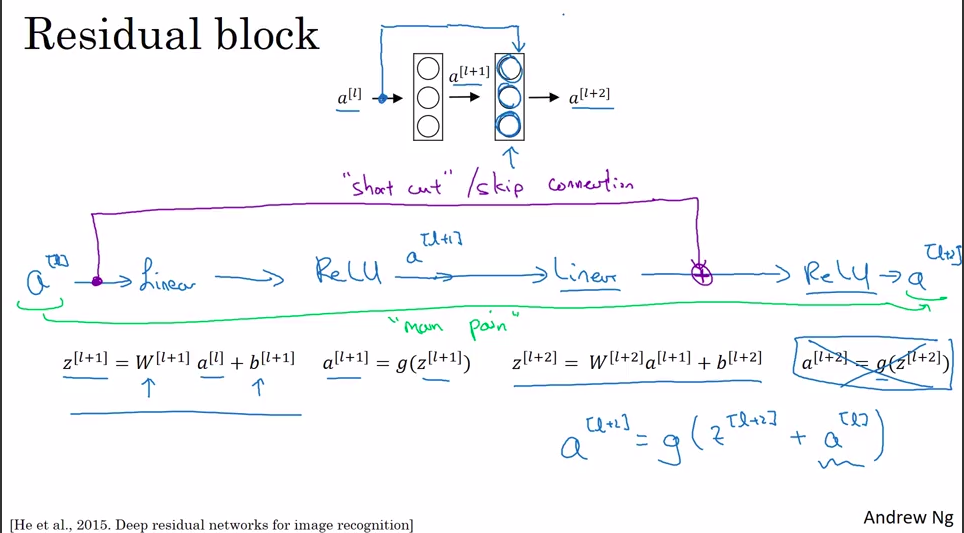 Residual block
a[l] a[l+1] a[l+2]
"short cut" / skip connection
a[l] Linear ReLU a[l+1] Linear + ReLU a[l+2]
"main path"
z[l+1] = W[l+1] a[l] + b[l+1] a[l+1] = g(z[l+1]) z[l+2] = W[l+2]a[l+1] + b[l+2] a[l+2] = g(z[l+2])
a[l+2] = g(z[l+2] + a[l])
[He et al., 2015. Deep residual networks for image recognition]
Andrew Ng